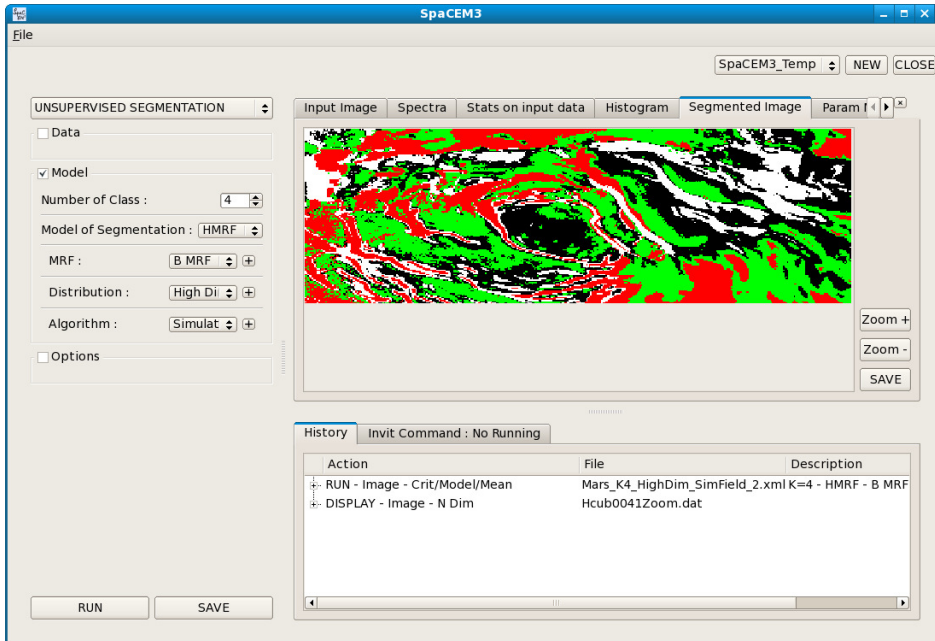 SpaCEM3
File
SpaCEM3_Temp NEW CLOSE
UNSUPERVISED SEGMENTATION
Data
Model
Number of Class : 4
Model of Segmentation : HMRF
MRF : B MRF
Distribution : High Di
Algorithm : Simulat
Options
RUN SAVE
Input Image Spectra Stats on input data Histogram Segmented Image Param
Zoom +
Zoom -
SAVE
History Invit Command : No Running
Action File Description
RUN - Image - Crit/Model/Mean Mars_K4_HighDim_SimField_2.xml K=4 - HMRF - B MRF
DISPLAY - Image - N Dim Hcub0041Zoom.dat